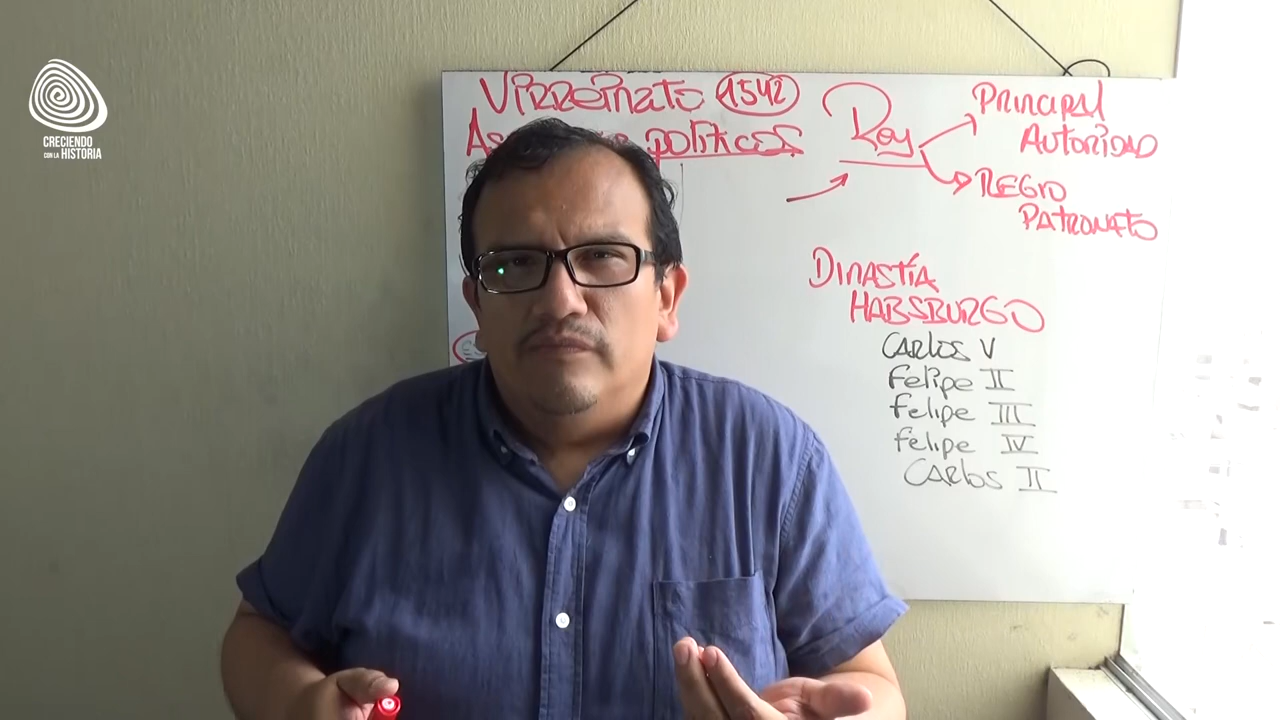 CRECIENDO
CON LA HISTORIA
VIRREINATO 1542
POLÍTICOS
Rey
PRINCIPAL
AUTORIDAD
REGIO
PATRONATO
DINASTÍA
HABSBURGO
CARLOS V
Felipe II
Felipe III
Felipe IV
CARlos II